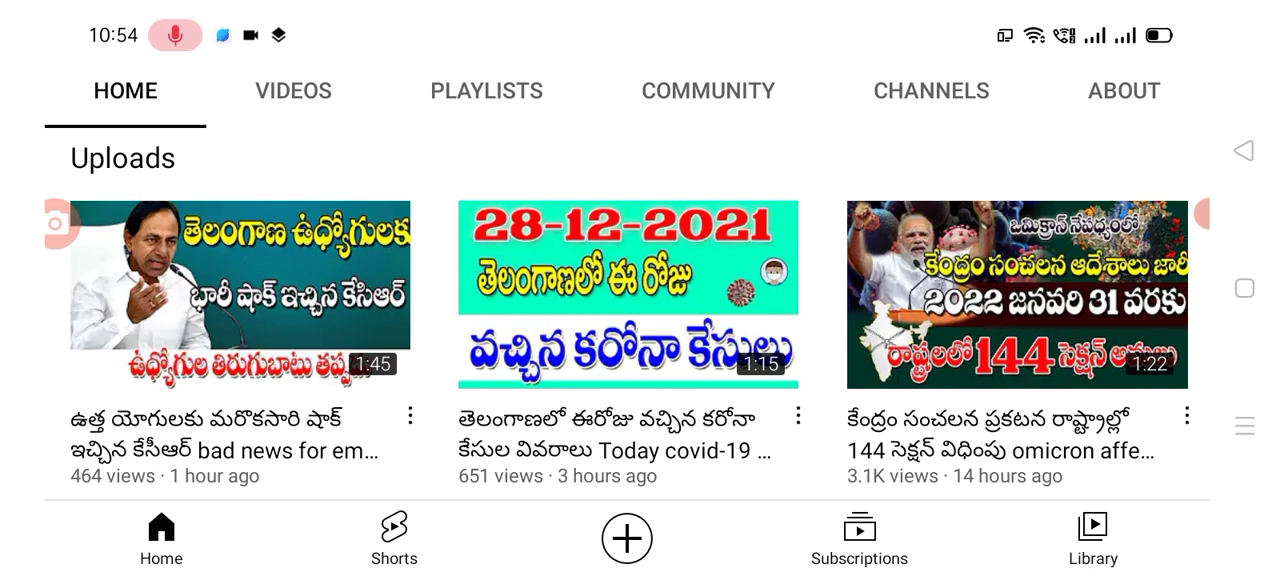 10:54
HOME VIDEOS PLAYLISTS COMMUNITY CHANNELS ABOUT
Uploads
తెలంగాణ ఉద్యోగులకు
భారీ షాక్ ఇచ్చిన కేసిఆర్
ఉద్యోగుల తిరుగుబాటు
1:45
ఉత్త యోగులకు మరొకసారి షాక్
ఇచ్చిన కేసీఆర్ bad news for em...
464 views · 1 hour ago
28-12-2021
తెలంగాణలో ఈ రోజు
వచ్చిన కరోనా కేసులు
1:15
తెలంగాణలో ఈరోజు వచ్చిన కరోనా
కేసుల వివరాలు Today covid-19 ...
651 views · 3 hours ago
ఒమిక్రాన్ నేపధ్యంలో
కేంద్రం సంచలన ఆదేశాలు జారీ
2022 జనవరి 31 వరకు
రాష్ట్రాలలో 144 సెక్షన్
1:22
కేంద్రం సంచలన ప్రకటన రాష్ట్రాల్లో
144 సెక్షన్ విధింపు omicron affe...
3.1K views · 14 hours ago
Home Shorts Subscriptions Library